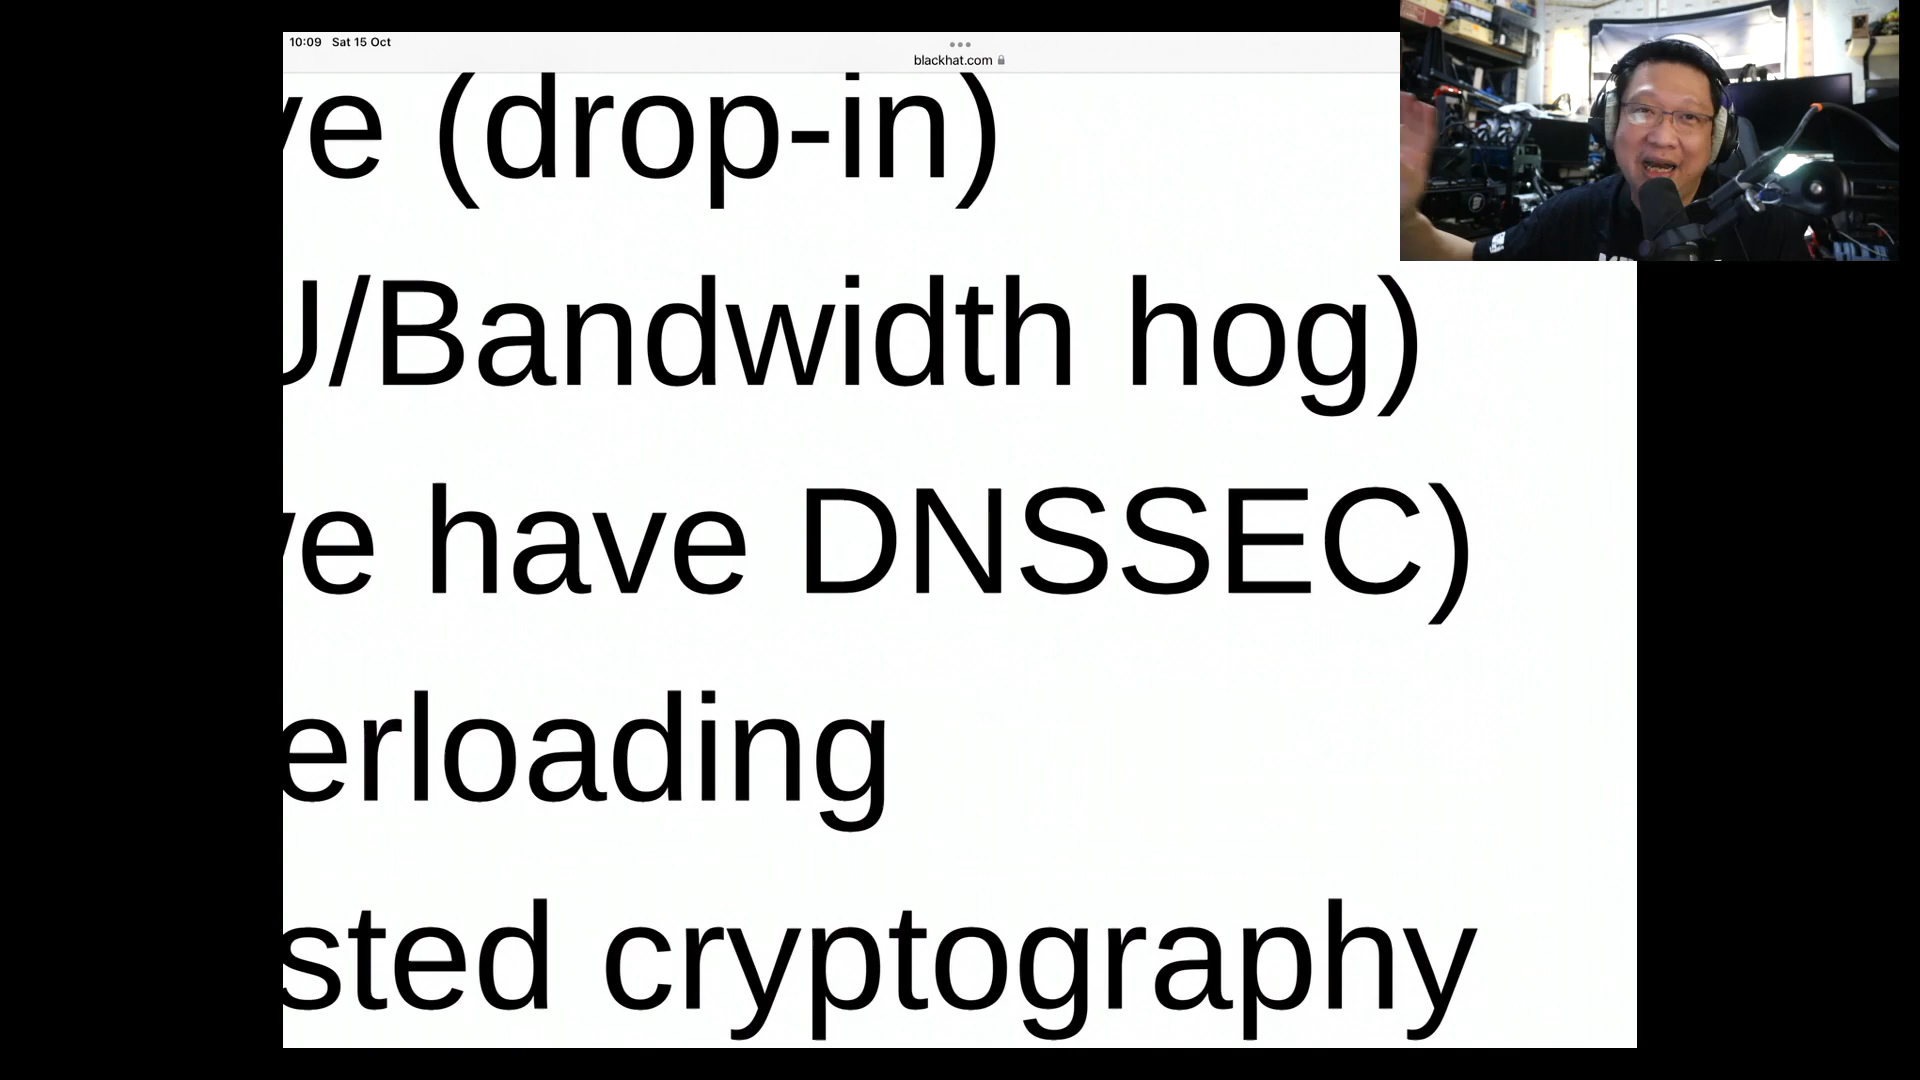 10:09 Sat 15 Oct
blackhat.com
ve (drop-in)
U/Bandwidth hog)
ve have DNSSEC)
erloading
sted cryptography